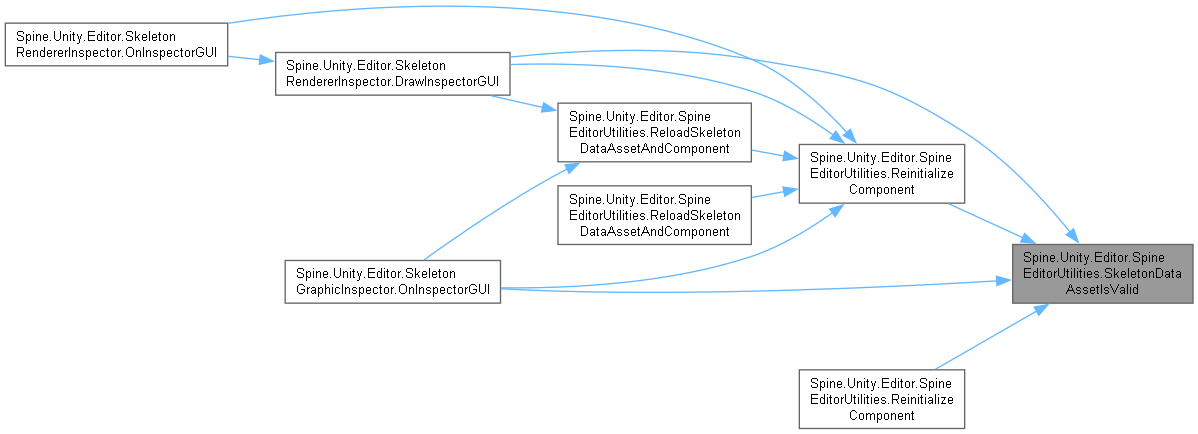 Spine.Unity.Editor.Skeleton
RendererInspector.OnInspectorGUI
Spine.Unity.Editor.Skeleton
RendererInspector.DrawInspectorGUI
Spine.Unity.Editor.Spine
EditorUtilities.ReloadSkeleton
DataAssetAndComponent
Spine.Unity.Editor.Spine
EditorUtilities.Reinitialize
Component
Spine.Unity.Editor.Spine
EditorUtilities.ReloadSkeleton
DataAssetAndComponent
Spine.Unity.Editor.Skeleton
GraphicInspector.OnInspectorGUI
Spine.Unity.Editor.Spine
EditorUtilities.SkeletonData
AssetIsValid
Spine.Unity.Editor.Spine
EditorUtilities.Reinitialize
Component